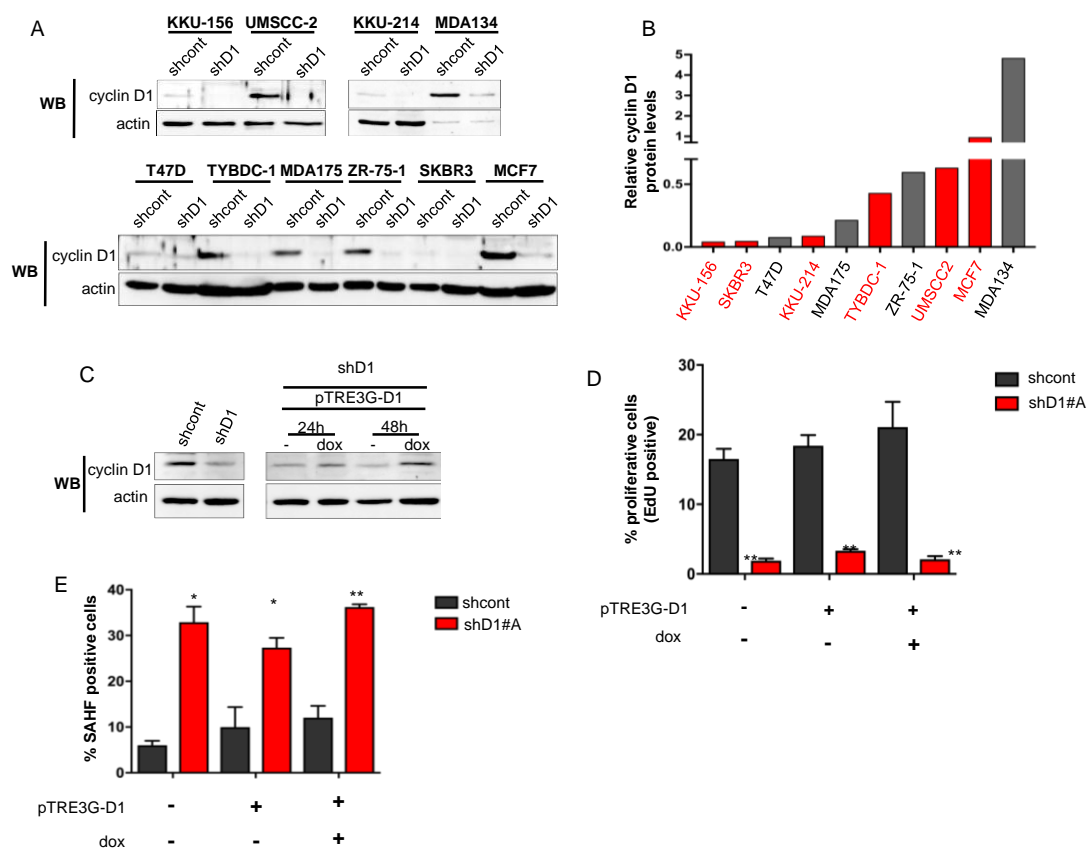 A
KKU-156 UMSCC-2 KKU-214 MDA134
shcont shD1 shcont shD1 shcont shD1 shcont shD1
WB
cyclin D1
actin
T47D TYBDC-1 MDA175 ZR-75-1 SKBR3 MCF7
shcont shD1 shcont shD1 shcont shD1 shcont shD1 shcont shD1 shcont shD1
WB
cyclin D1
actin
B
Relative cyclin D1
protein levels
5
4
3
2
1
0.5
0.0
KKU-156 SKBR3 T47D KKU-214 MDA175 TYBDC-1 ZR-75-1 UMSCC2 MCF7 MDA134
C
shD1
pTRE3G-D1
shcont shD1 24h 48h
- dox - dox
WB
cyclin D1
actin
D
shcont
shD1#A
% proliferative cells
(EdU positive)
30
20
10
0
** ** **
pTRE3G-D1 - + +
dox - - +
E
shcont
shD1#A
% SAHF positive cells
40
30
20
10
0
* * **
pTRE3G-D1 - + +
dox - - +